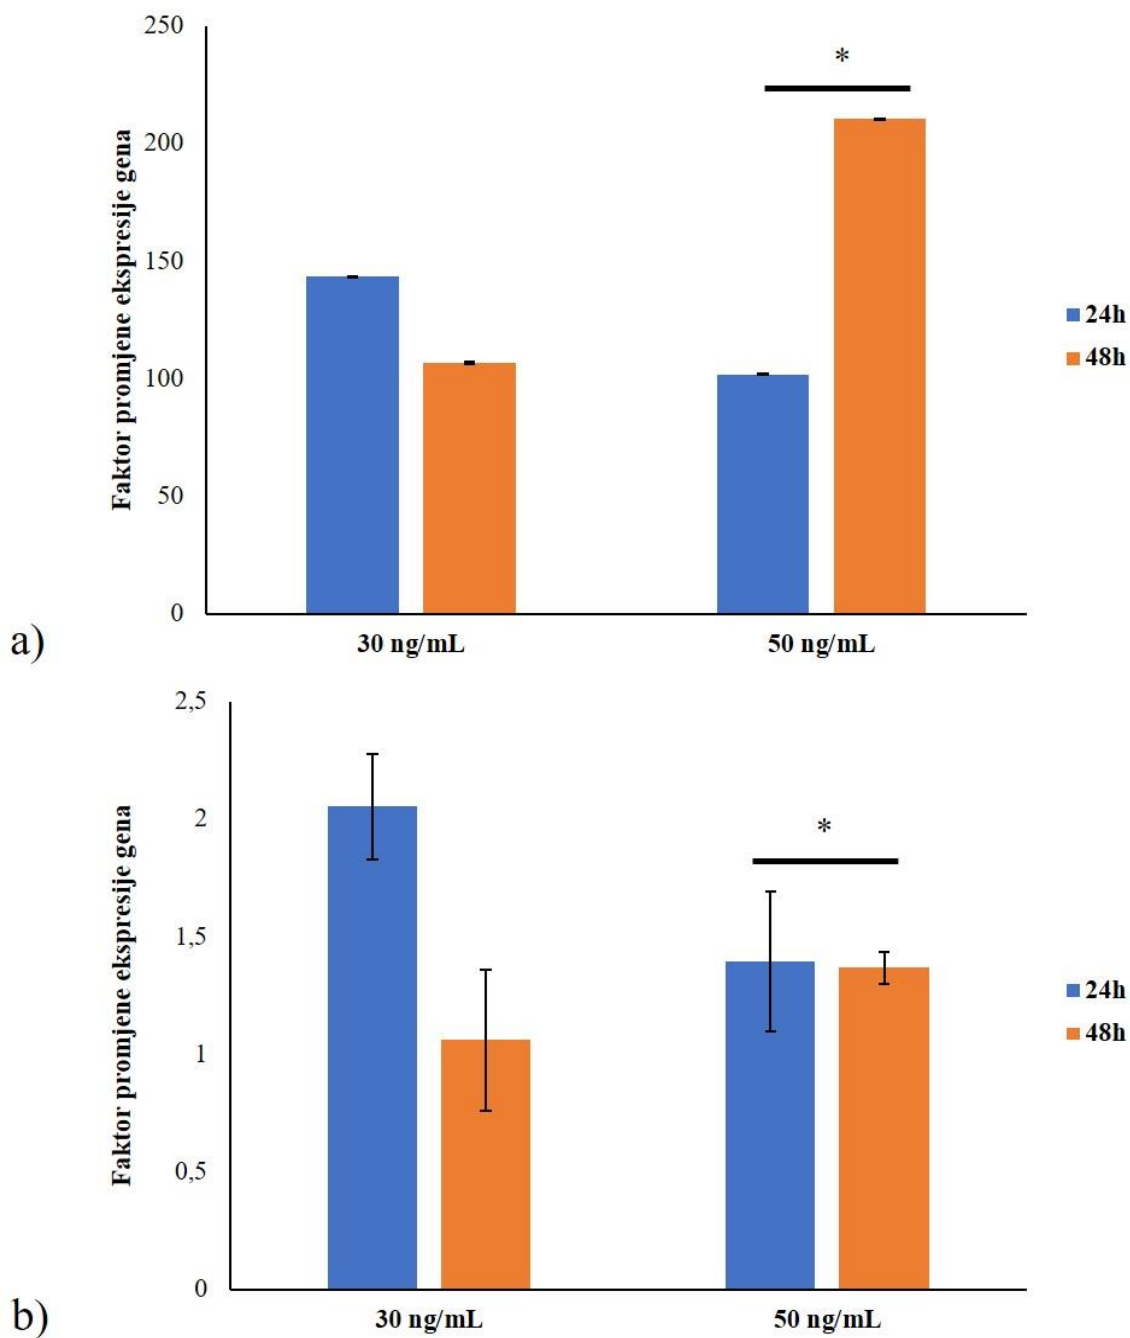 250
200
150
100
50
0
Faktor promjene ekspresije gena
*
24h
48h
30 ng/mL
50 ng/mL
a)
2,5
2
1,5
1
0,5
0
Faktor promjene ekspresije gena
*
24h
48h
30 ng/mL
50 ng/mL
b)